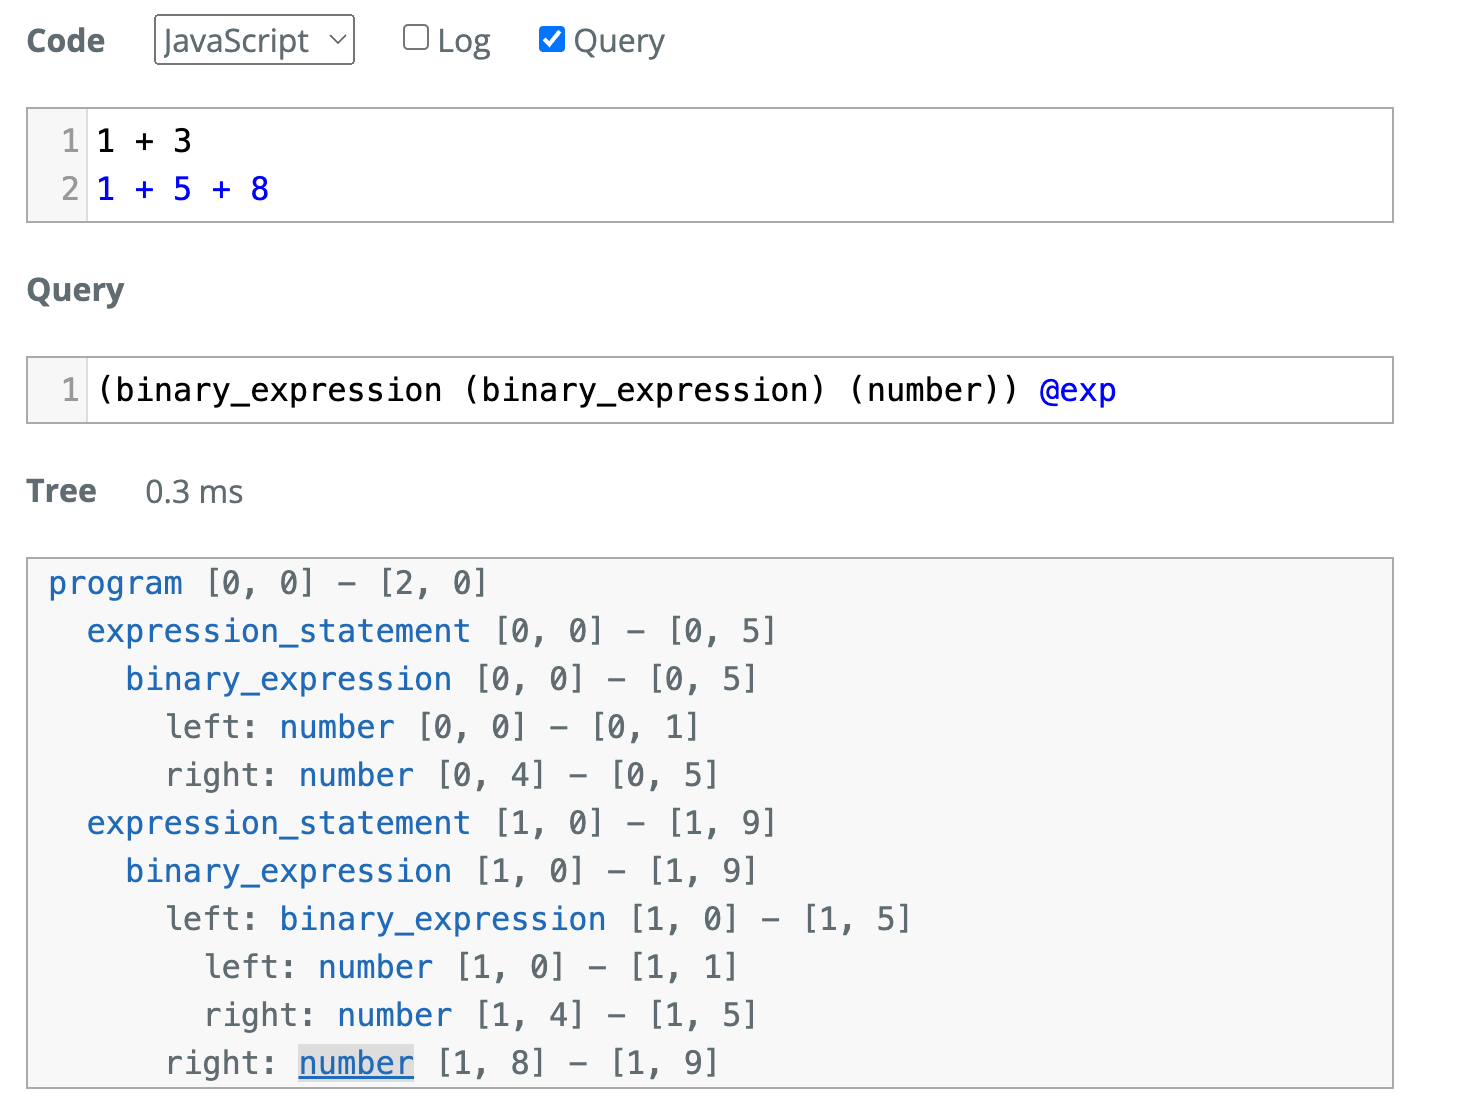 Code JavaScript Log Query
1 1 + 3
2 1 + 5 + 8
Query
1 (binary_expression (binary_expression) (number)) @exp
Tree 0.3 ms
program [0, 0] – [2, 0]
expression_statement [0, 0] – [0, 5]
binary_expression [0, 0] – [0, 5]
left: number [0, 0] – [0, 1]
right: number [0, 4] – [0, 5]
expression_statement [1, 0] – [1, 9]
binary_expression [1, 0] – [1, 9]
left: binary_expression [1, 0] – [1, 5]
left: number [1, 0] – [1, 1]
right: number [1, 4] – [1, 5]
right: number [1, 8] – [1, 9]